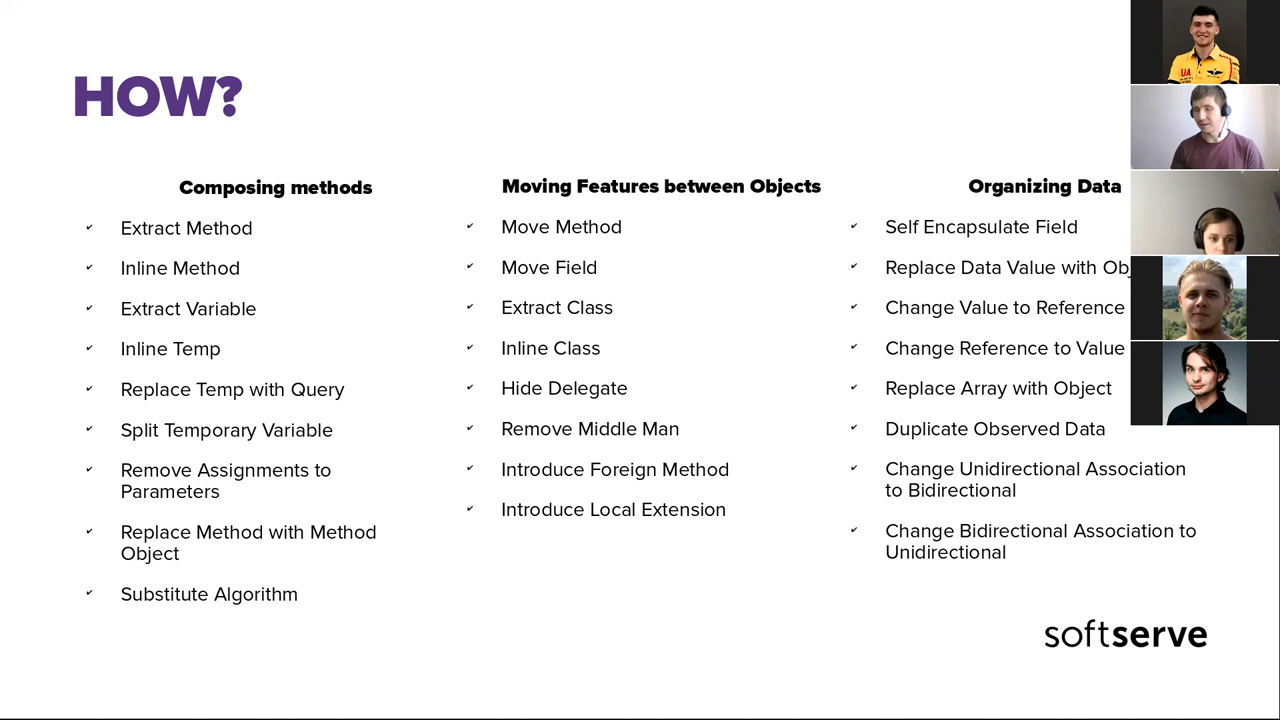 HOW?
Composing methods
Extract Method
Inline Method
Extract Variable
Inline Temp
Replace Temp with Query
Split Temporary Variable
Remove Assignments to
Parameters
Replace Method with Method
Object
Substitute Algorithm
Moving Features between Objects
Move Method
Move Field
Extract Class
Inline Class
Hide Delegate
Remove Middle Man
Introduce Foreign Method
Introduce Local Extension
Organizing Data
Self Encapsulate Field
Replace Data Value with
Change Value to Reference
Change Reference to Value
Replace Array with Object
Duplicate Observed Data
Change Unidirectional Association
to Bidirectional
Change Bidirectional Association to
Unidirectional
softserve
UA